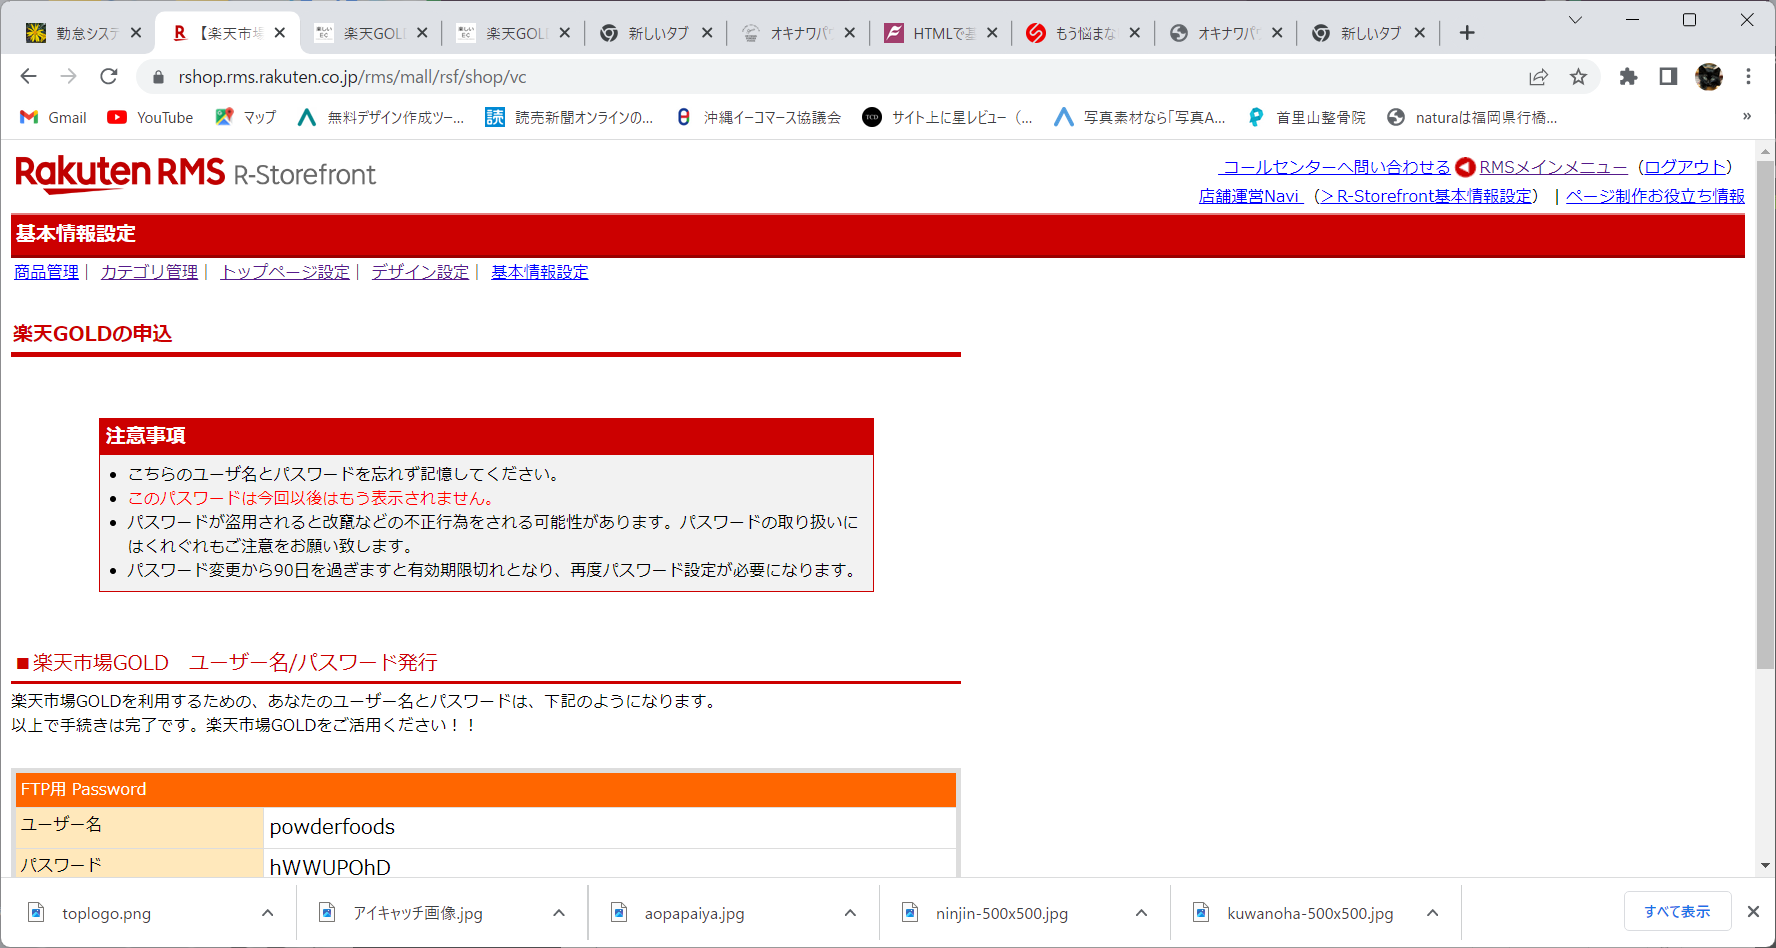 勤怠システ
【楽天市場
楽天GOL
楽天GOLD
新しいタブ
オキナワパウ
HTMLで基
もう悩まな
オキナワパウ
新しいタブ
rshop.rms.rakuten.co.jp/rms/mall/rsf/shop/vc
Gmail
YouTube
マップ
無料デザイン作成ツー...
読 読売新聞オンラインの...
沖縄イーコマース協議会
TCD サイト上に星レビュー（...
写真素材なら「写真A...
首里山整骨院
naturaは福岡県行橋...
»
Rakuten RMS R-Storefront
コールセンターへ問い合わせる RMSメインメニュー（ログアウト）
店舗運営Navi （＞R-Storefront基本情報設定） | ページ制作お役立ち情報
基本情報設定
商品管理｜ カテゴリ管理｜ トップページ設定｜ デザイン設定｜ 基本情報設定
楽天GOLDの申込
注意事項
• こちらのユーザ名とパスワードを忘れず記憶してください。
• このパスワードは今回以後はもう表示されません。
• パスワードが盗用されると改竄などの不正行為をされる可能性があります。パスワードの取り扱いに
はくれぐれもご注意をお願い致します。
• パスワード変更から90日を過ぎますと有効期限切れとなり、再度パスワード設定が必要になります。
■楽天市場GOLD　ユーザー名/パスワード発行
楽天市場GOLDを利用するための、あなたのユーザー名とパスワードは、下記のようになります。
以上で手続きは完了です。楽天市場GOLDをご活用ください！！
FTP用 Password
ユーザー名 powderfoods
パスワード hWWUPOhD
toplogo.png
アイキャッチ画像.jpg
aopapaiya.jpg
ninjin-500x500.jpg
kuwanoha-500x500.jpg
すべて表示